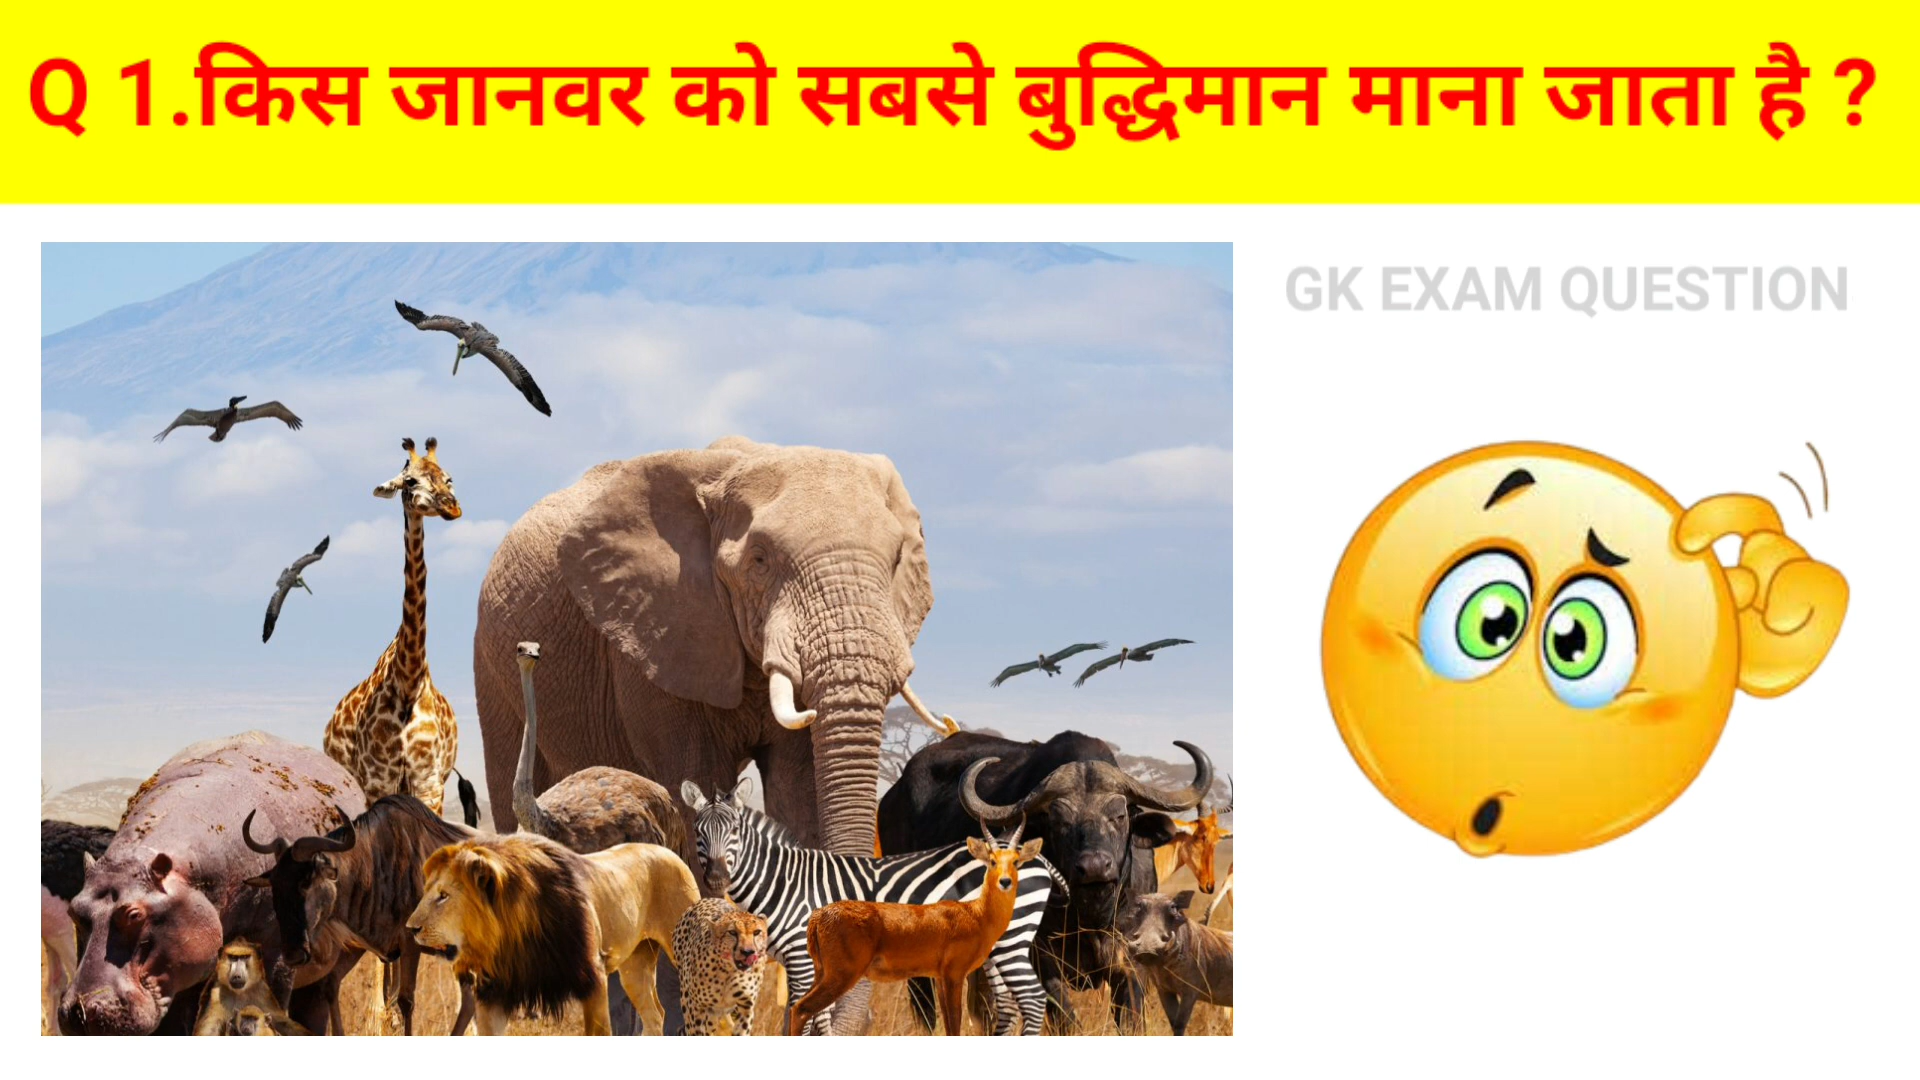 Q 1.किस जानवर को सबसे बुद्धिमान माना जाता है ?
GK EXAM QUESTION